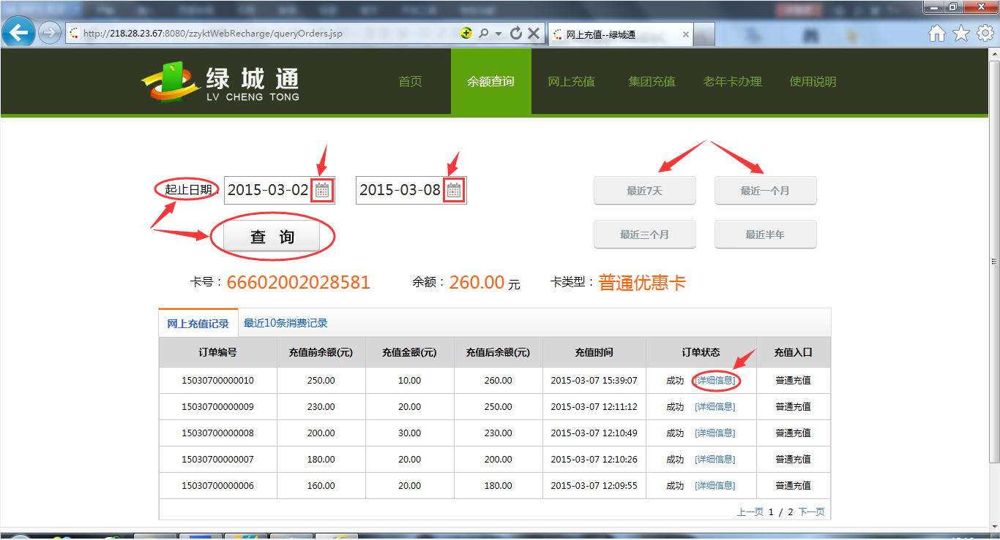 http://218.28.23.67:8080/zzyktWebRecharge/queryOrders.jsp
网上充值--绿城通
绿城通
LV CHENG TONG
首页 余额查询 网上充值 集团充值 老年卡办理 使用说明
起止日期: 2015-03-02 2015-03-08 最近7天 最近一个月
查 询 最近三个月 最近半年
卡号: 66602002028581 余额: 260.00 元 卡类型: 普通优惠卡
网上充值记录 最近10条消费记录
订单编号 充值前余额(元) 充值金额(元) 充值后余额(元) 充值时间 订单状态 充值入口
15030700000010 250.00 10.00 260.00 2015-03-07 15:39:07 成功 [详细信息] 普通充值
15030700000009 230.00 20.00 250.00 2015-03-07 12:11:12 成功 [详细信息] 普通充值
15030700000008 200.00 30.00 230.00 2015-03-07 12:10:49 成功 [详细信息] 普通充值
15030700000007 180.00 20.00 200.00 2015-03-07 12:10:26 成功 [详细信息] 普通充值
15030700000006 160.00 20.00 180.00 2015-03-07 12:09:55 成功 [详细信息] 普通充值
上一页 1 / 2 下一页